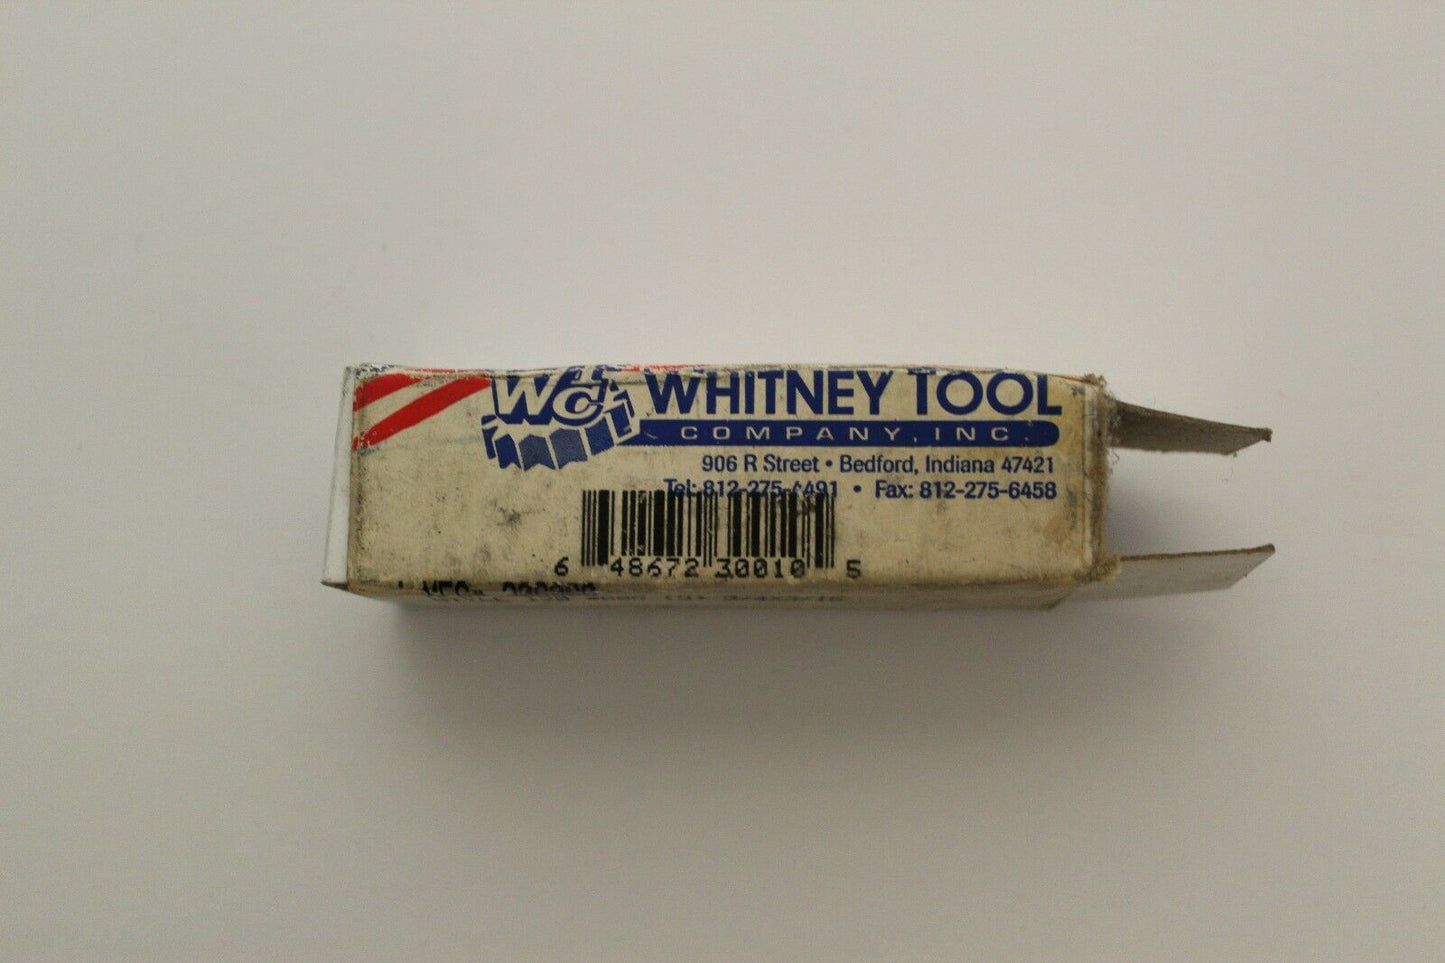 WTC
WHITNEY TOOL
COMPANY, INC.
906 R Street • Bedford, Indiana 47421
Tel: 812-275-4491 • Fax: 812-275-6458
6 48672 30010 5